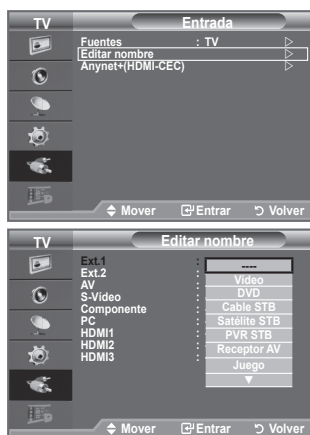 TV Entrada
Fuentes : TV
Editar nombre
Anynet+(HDMI-CEC)
Mover Entrar Volver
TV Editar nombre
Ext.1 : ----
Ext.2 : Video
AV : DVD
S-Video : Cable STB
Componente : Satélite STB
PC : PVR STB
HDMI1 : Receptor AV
HDMI2 : Juego
HDMI3 : ▼
Mover Entrar Volver